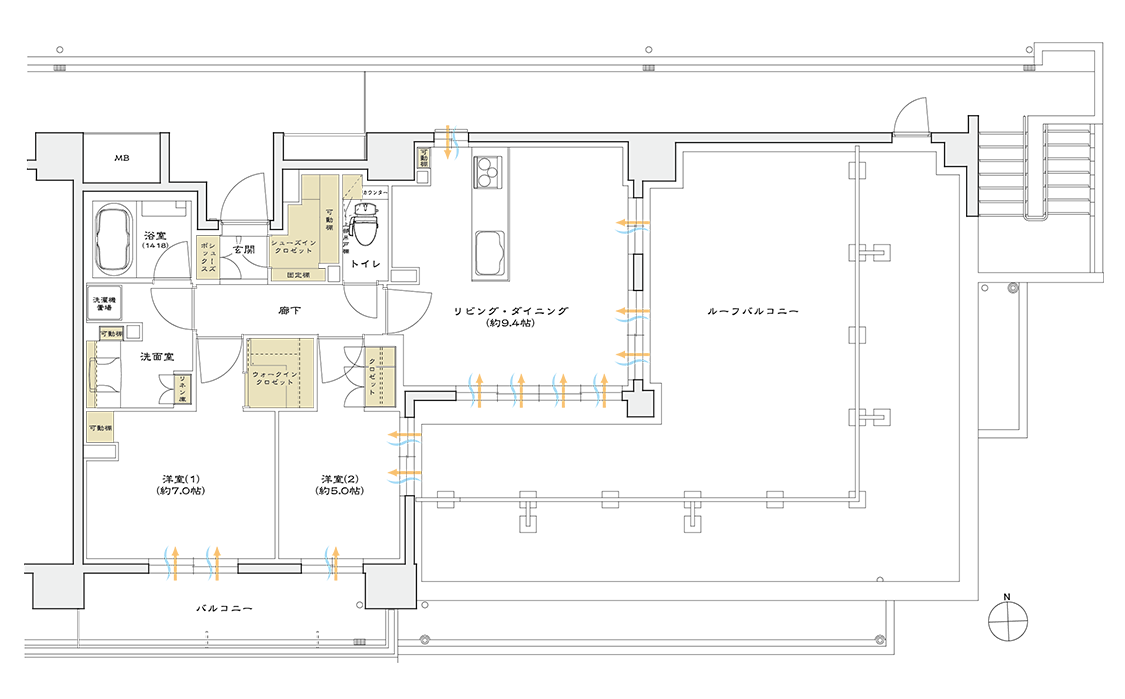 MB
可動棚
カウンター
可動棚
上部吊戸棚
浴室
(1418)
シューズ
ボックス
玄関
シューズイン
クロゼット
固定棚
トイレ
洗濯機
置場
廊下
リビング・ダイニング
(約9.4帖)
ルーフバルコニー
可動棚
洗面室
リネン庫
ウォークイン
クロゼット
クロゼット
可動棚
洋室(1)
(約7.0帖)
洋室(2)
(約5.0帖)
バルコニー
N